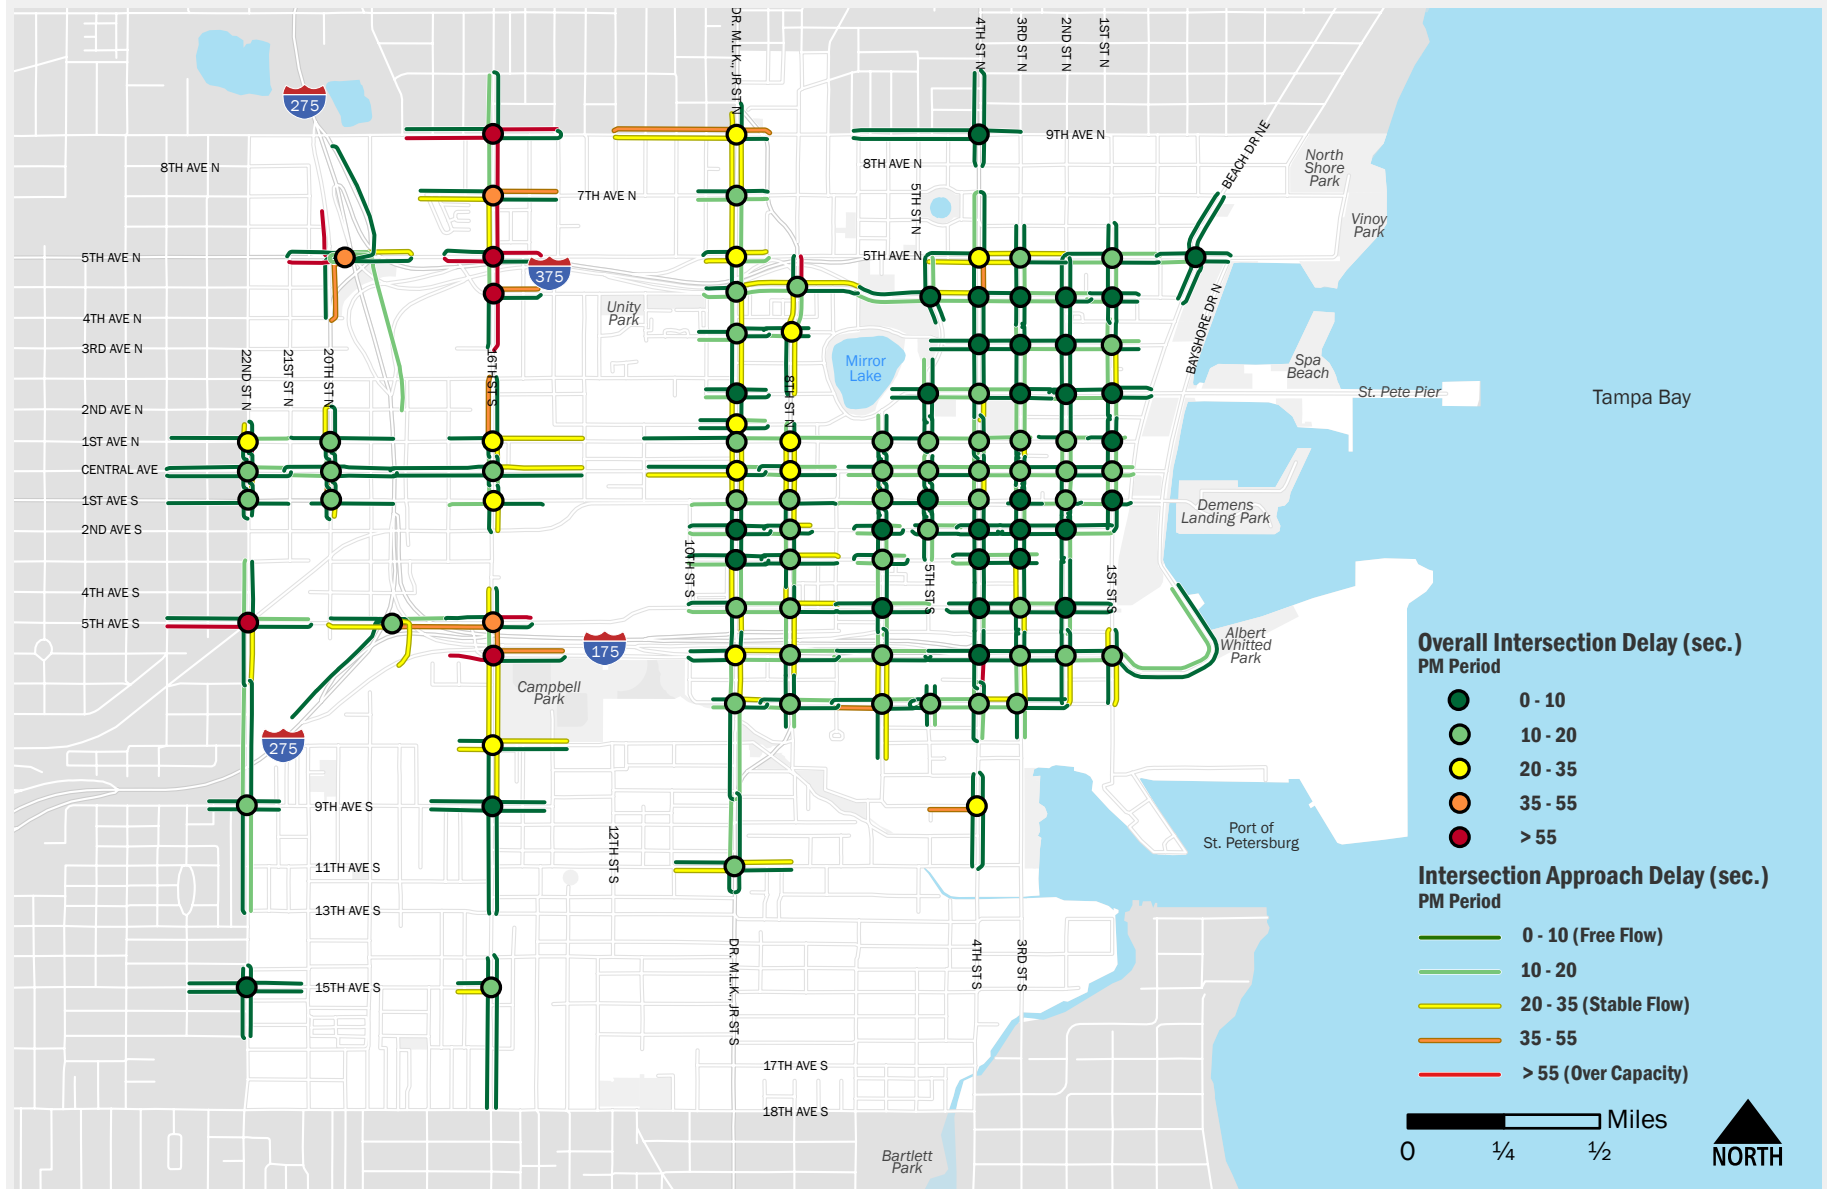 DR. M.L.K., JR ST N
4TH ST N
3RD ST N
2ND ST N
1ST ST N
275
9TH AVE N
BEACH DR NE
8TH AVE N
8TH AVE N
North
Shore
Park
7TH AVE N
5TH ST N
Vinoy
Park
5TH AVE N
5TH AVE N
375
Unity
Park
4TH AVE N
BAYSHORE DR N
3RD AVE N
22ND ST N
21ST ST N
20TH ST N
16TH ST S
8TH ST N
Mirror
Lake
Spa
Beach
St. Pete Pier
Tampa Bay
2ND AVE N
1ST AVE N
CENTRAL AVE
1ST AVE S
Demens
Landing Park
2ND AVE S
10TH ST S
5TH ST S
1ST ST S
4TH AVE S
5TH AVE S
175
Albert
Whitted
Park
Campbell
Park
275
9TH AVE S
12TH ST S
Port of
St. Petersburg
11TH AVE S
13TH AVE S
DR. M.L.K., JR ST S
4TH ST S
3RD ST S
15TH AVE S
17TH AVE S
18TH AVE S
Bartlett
Park
Overall Intersection Delay (sec.)
PM Period
0 - 10
10 - 20
20 - 35
35 - 55
> 55
Intersection Approach Delay (sec.)
PM Period
0 - 10 (Free Flow)
10 - 20
20 - 35 (Stable Flow)
35 - 55
> 55 (Over Capacity)
Miles
0 ¼ ½
NORTH